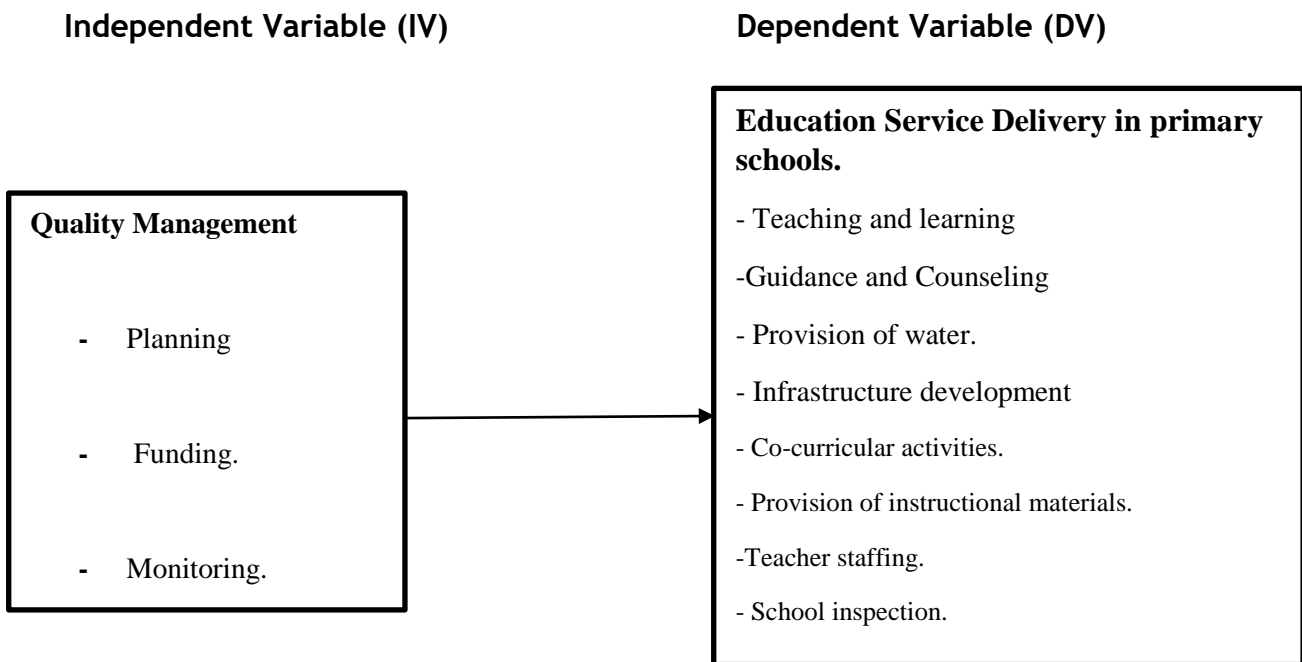 Independent Variable (IV)
Dependent Variable (DV)
Quality Management
- Planning
- Funding.
- Monitoring.
Education Service Delivery in primary
schools.
- Teaching and learning
-Guidance and Counseling
- Provision of water.
- Infrastructure development
- Co-curricular activities.
- Provision of instructional materials.
-Teacher staffing.
- School inspection.